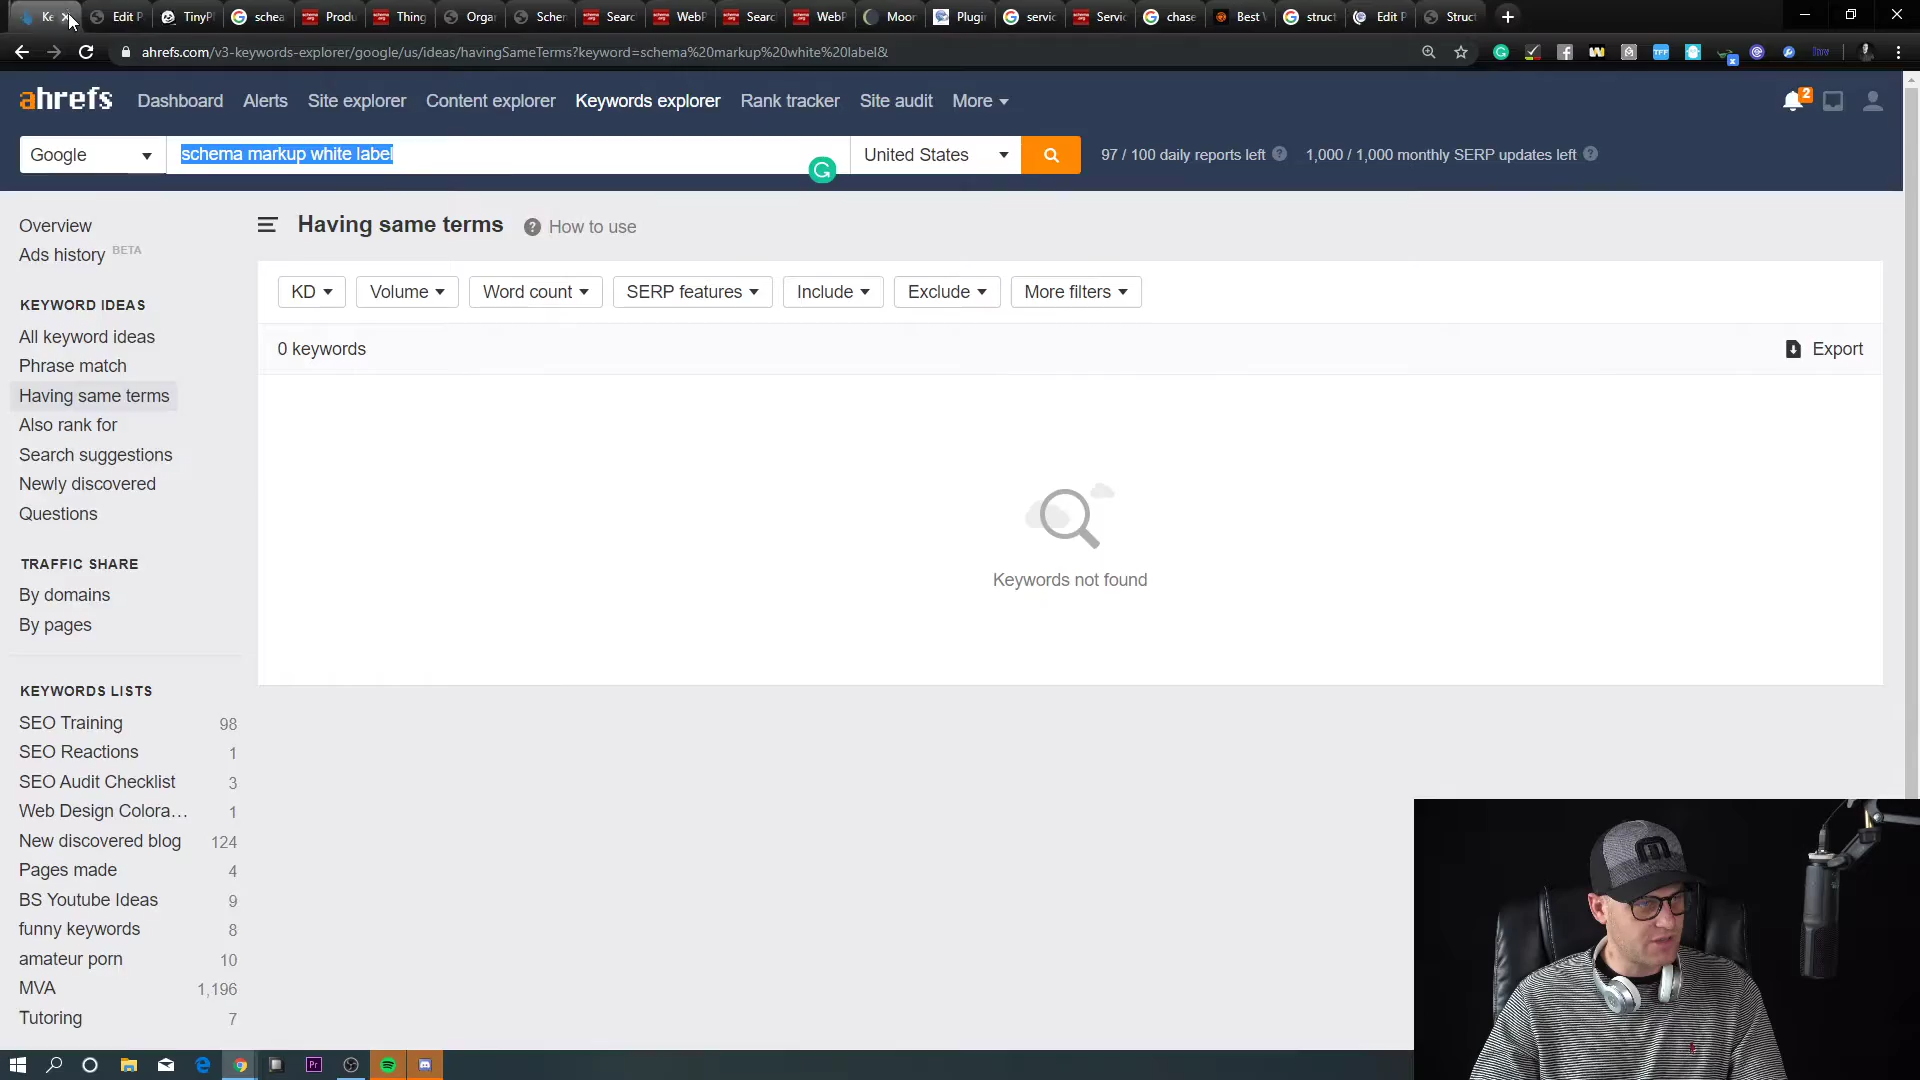 Ke
Edit P
TinyP
schea
Produ
Thing
Orgar
Schen
Searc
WebP
Searc
WebP
Moor
Plugi
servic
Servic
chase
Best \
struct
Edit P
Struct
ahrefs.com/v3-keywords-explorer/google/us/ideas/havingSameTerms?keyword=schema%20markup%20white%20label&
ahrefs
Dashboard
Alerts
Site explorer
Content explorer
Keywords explorer
Rank tracker
Site audit
More
2
Google
schema markup white label
United States
97 / 100 daily reports left
1,000 / 1,000 monthly SERP updates left
Overview
Ads history BETA
KEYWORD IDEAS
All keyword ideas
Phrase match
Having same terms
Also rank for
Search suggestions
Newly discovered
Questions
TRAFFIC SHARE
By domains
By pages
KEYWORDS LISTS
SEO Training 98
SEO Reactions 1
SEO Audit Checklist 3
Web Design Colora... 1
New discovered blog 124
Pages made 4
BS Youtube Ideas 9
funny keywords 8
amateur porn 10
MVA 1,196
Tutoring 7
Having same terms
How to use
KD
Volume
Word count
SERP features
Include
Exclude
More filters
0 keywords
Export
Keywords not found
Pr